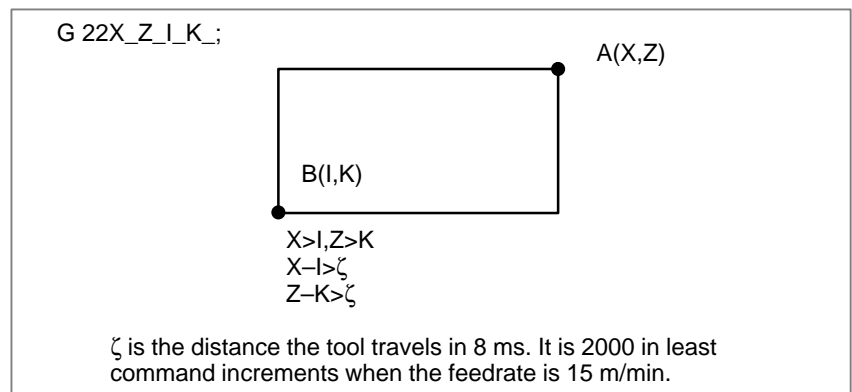 G 22X_Z_I_K_;
A(X,Z)
B(I,K)
X>I,Z>K
X–I>ζ
Z–K>ζ
ζ is the distance the tool travels in 8 ms. It is 2000 in least
command increments when the feedrate is 15 m/min.